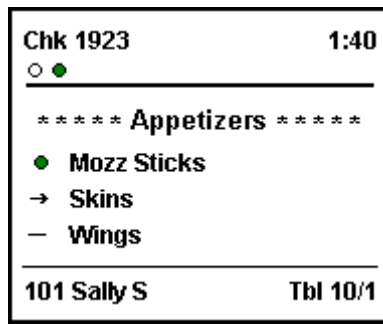 Chk 1923 1:40
* * * * * Appetizers * * * * *
Mozz Sticks
→ Skins
— Wings
101 Sally S Tbl 10/1